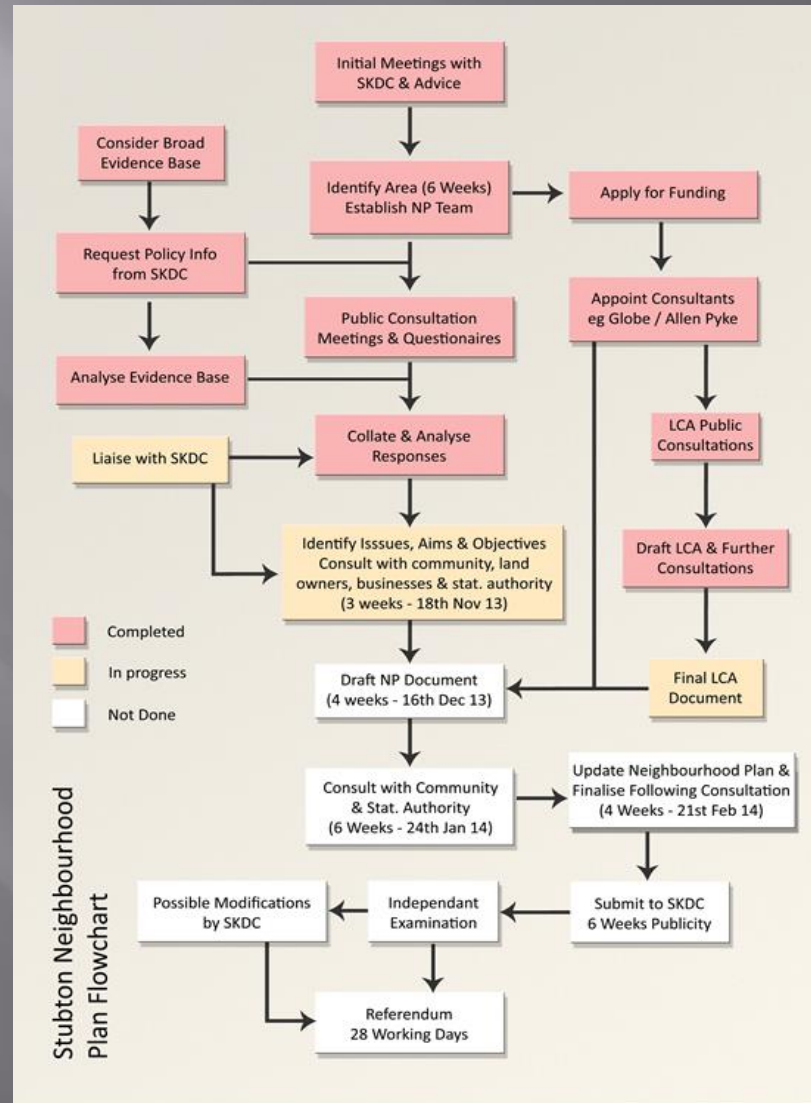 Initial Meetings with
SKDC & Advice
Consider Broad
Evidence Base
Identify Area (6 Weeks)
Establish NP Team
Apply for Funding
Request Policy Info
from SKDC
Public Consultation
Meetings & Questionaires
Appoint Consultants
eg Globe / Allen Pyke
Analyse Evidence Base
Collate & Analyse
Responses
LCA Public
Consultations
Liaise with SKDC
Identify Isssues, Aims & Objectives
Consult with community, land
owners, businesses & stat. authority
(3 weeks - 18th Nov 13)
Draft LCA & Further
Consultations
Completed
In progress
Not Done
Draft NP Document
(4 weeks - 16th Dec 13)
Final LCA
Document
Consult with Community
& Stat. Authority
(6 Weeks - 24th Jan 14)
Update Neighbourhood Plan &
Finalise Following Consultation
(4 Weeks - 21st Feb 14)
Possible Modifications
by SKDC
Independant
Examination
Submit to SKDC
6 Weeks Publicity
Referendum
28 Working Days
Stubton Neighbourhood
Plan Flowchart